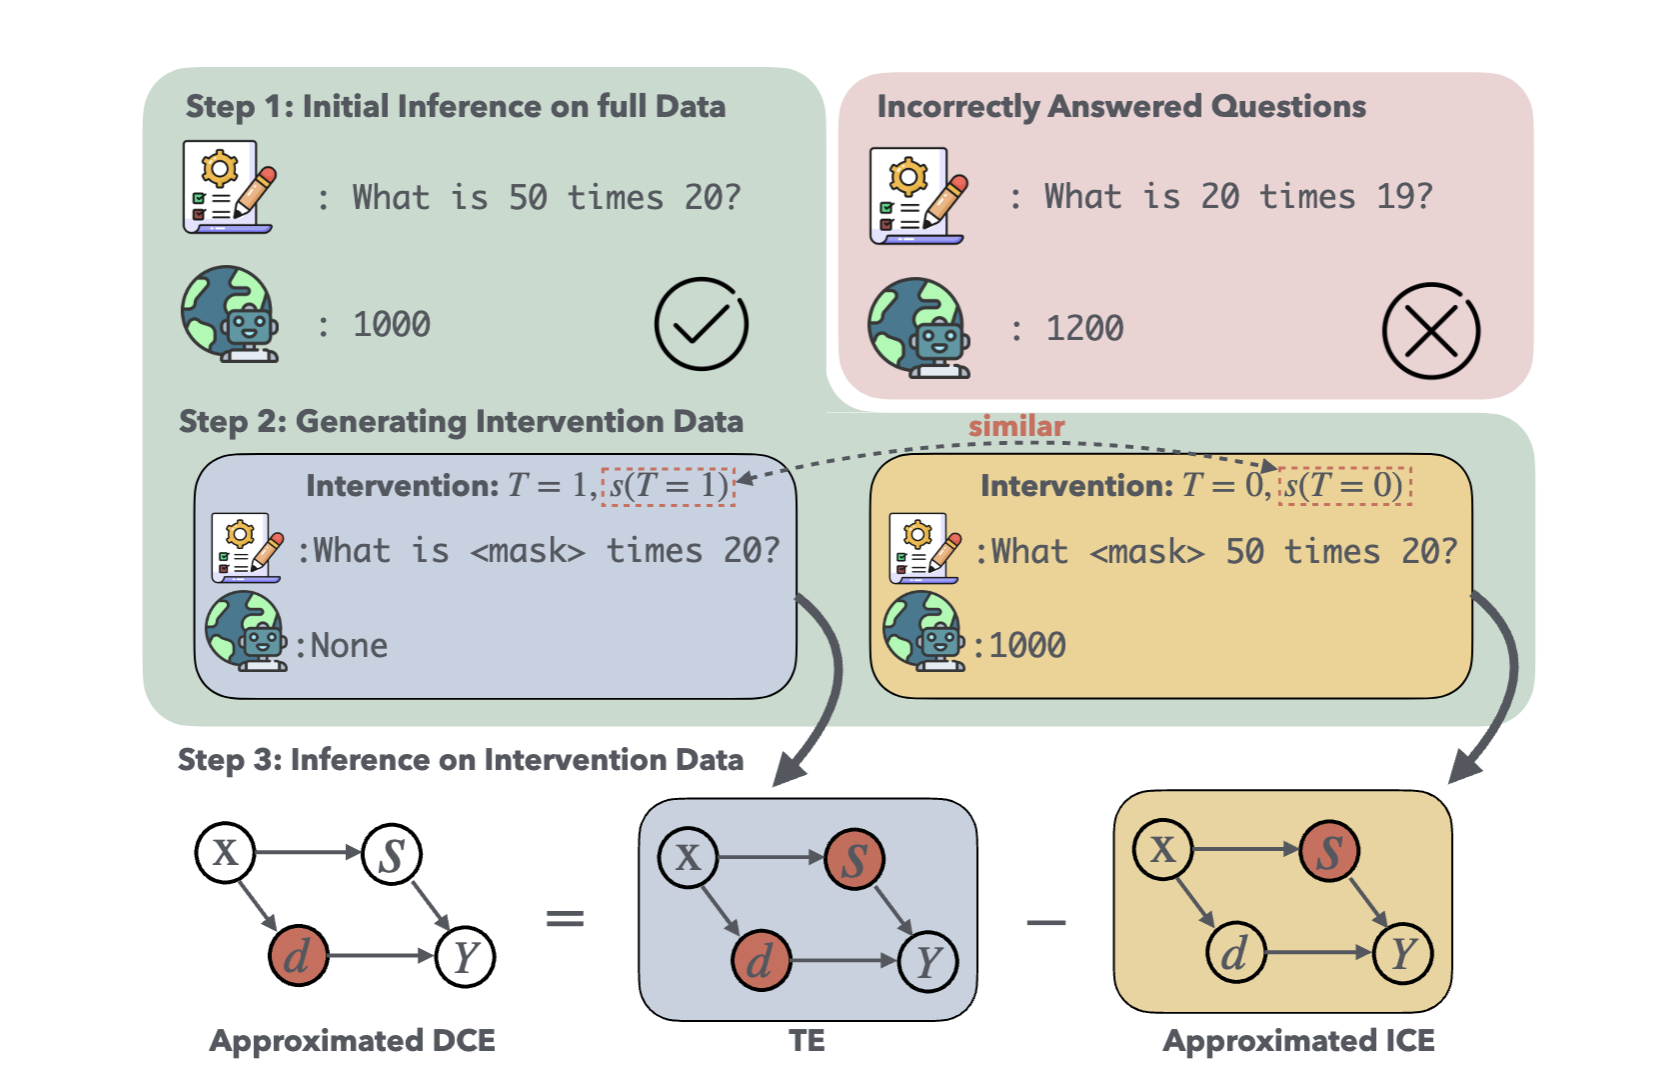 Step 1: Initial Inference on full Data
: What is 50 times 20?
: 1000
Incorrectly Answered Questions
: What is 20 times 19?
: 1200
Step 2: Generating Intervention Data
similar
Intervention: T = 1, s(T = 1)
:What is <mask> times 20?
:None
Intervention: T = 0, s(T = 0)
:What <mask> 50 times 20?
:1000
Step 3: Inference on Intervention Data
X S
d Y
Approximated DCE
=
X S
d Y
TE
−
X S
d Y
Approximated ICE